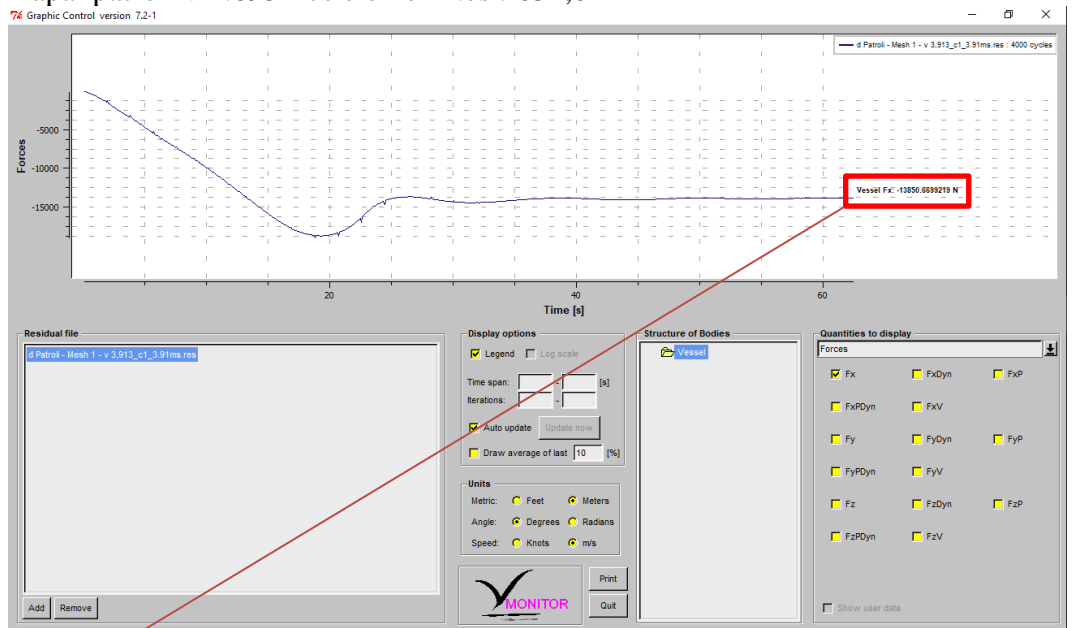 Graphic Control version 7.2-1
d Patroli - Mesh 1 - v 3,913_c1_3.91ms.res : 4000 cycles
Forces
-5000
-10000
-15000
Vessel Fx: -13850.6699219 N
20
40
60
Time [s]
Residual file
d Patroli - Mesh 1 - v 3,913_c1_3.91ms.res
Add
Remove
Display options
Legend
Log scale
Time span: - [s]
Iterations: -
Auto update
Update now
Draw average of last 10 [%]
Units
Metric: Feet Meters
Angle: Degrees Radians
Speed: Knots m/s
MONITOR
Print
Quit
Structure of Bodies
Vessel
Quantities to display
Forces
Fx FxDyn FxP
FxPDyn FxV
Fy FyDyn FyP
FyPDyn FyV
Fz FzDyn FzP
FzPDyn FzV
Show user data